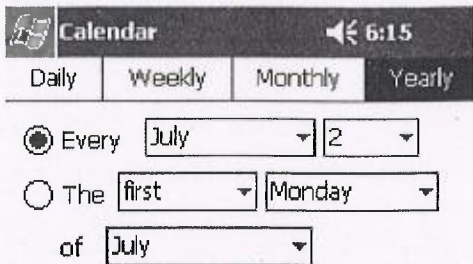 Calendar 6:15
Daily Weekly Monthly Yearly
Every July 2
The first Monday
of July